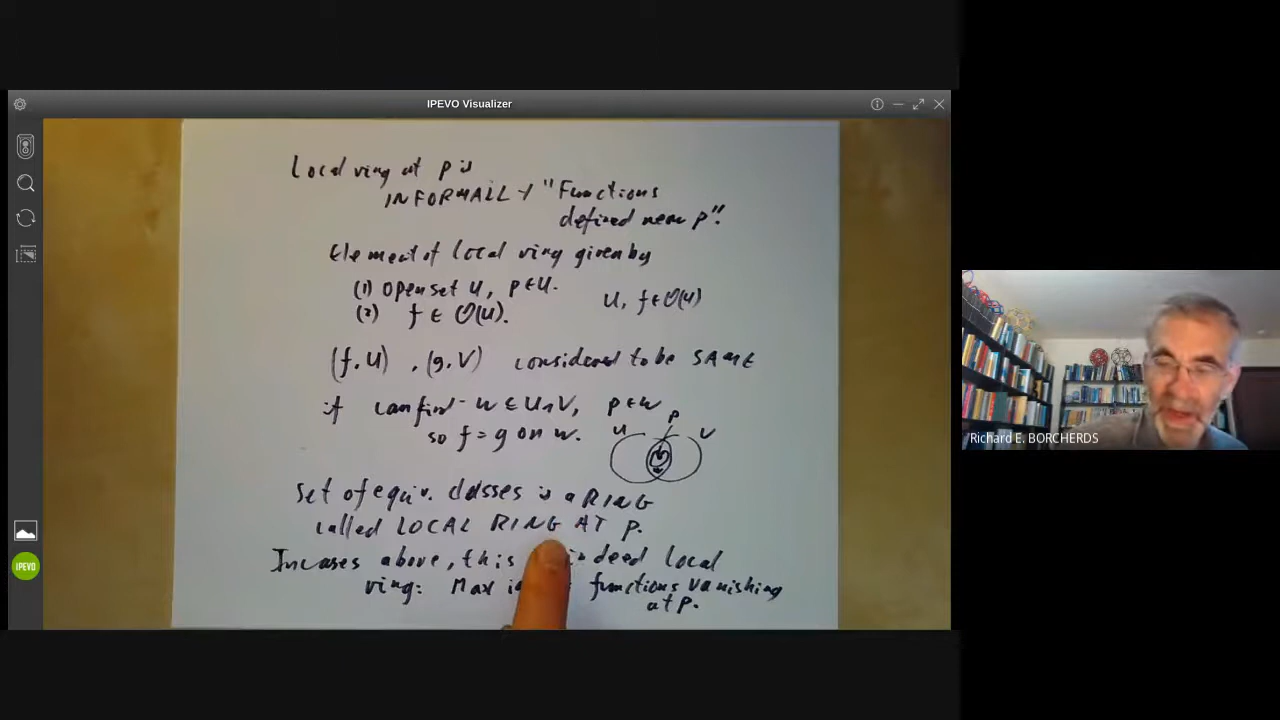 IPEVO Visualizer
Local ring at p is
INFORMALLY "Functions
defined near p".
Element of local ring given by
(1) Open set U, p∈U.
(2) f ∈ O(U).
U, f∈O(U)
(f,U) , (g,V) considered to be SAME
if can find W ∈ U∩V, p∈W
so f = g on W.
p
U V
W
Set of equiv. classes is a RING
called LOCAL RING AT p.
In cases above, this indeed local
ring: Max functions vanishing
at p.
IPEVO
Richard E. BORCHERDS